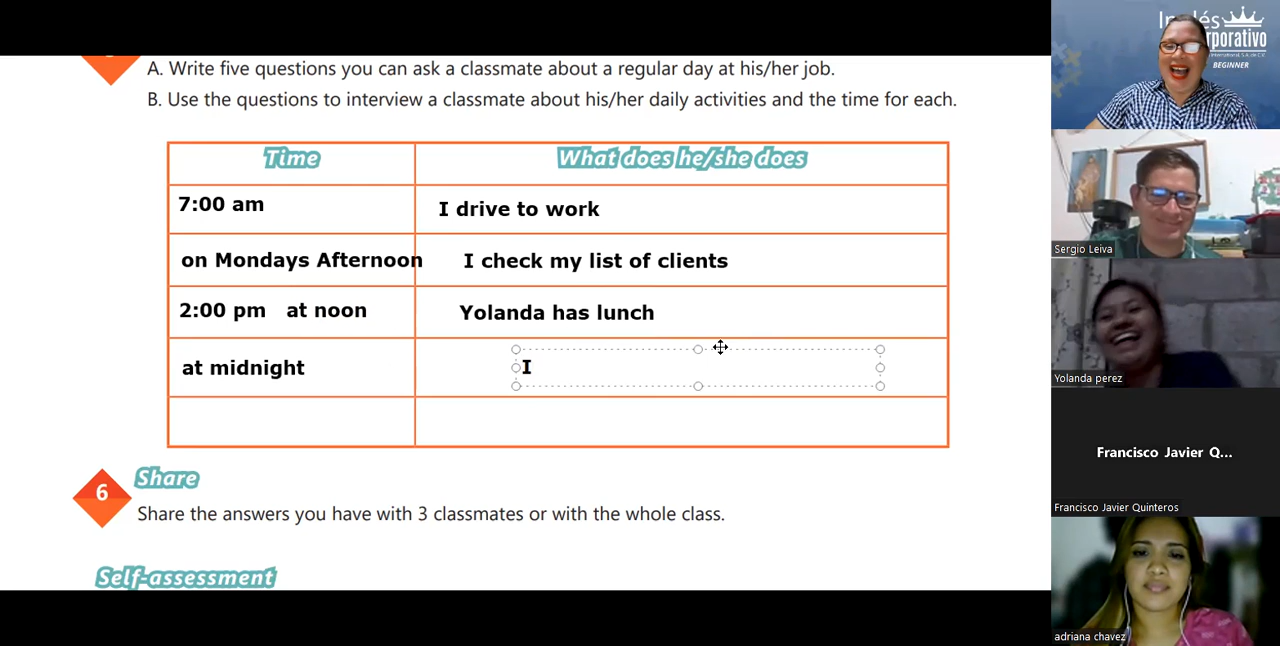 A. Write five questions you can ask a classmate about a regular day at his/her job.
B. Use the questions to interview a classmate about his/her daily activities and the time for each.
Time
What does he/she does
7:00 am
I drive to work
on Mondays Afternoon
I check my list of clients
2:00 pm at noon
Yolanda has lunch
at midnight
I
6
Share
Share the answers you have with 3 classmates or with the whole class.
Self-assessment
BEGINNER
Sergio Leiva
Yolanda perez
Francisco Javier Q...
Francisco Javier Quinteros
adriana chavez